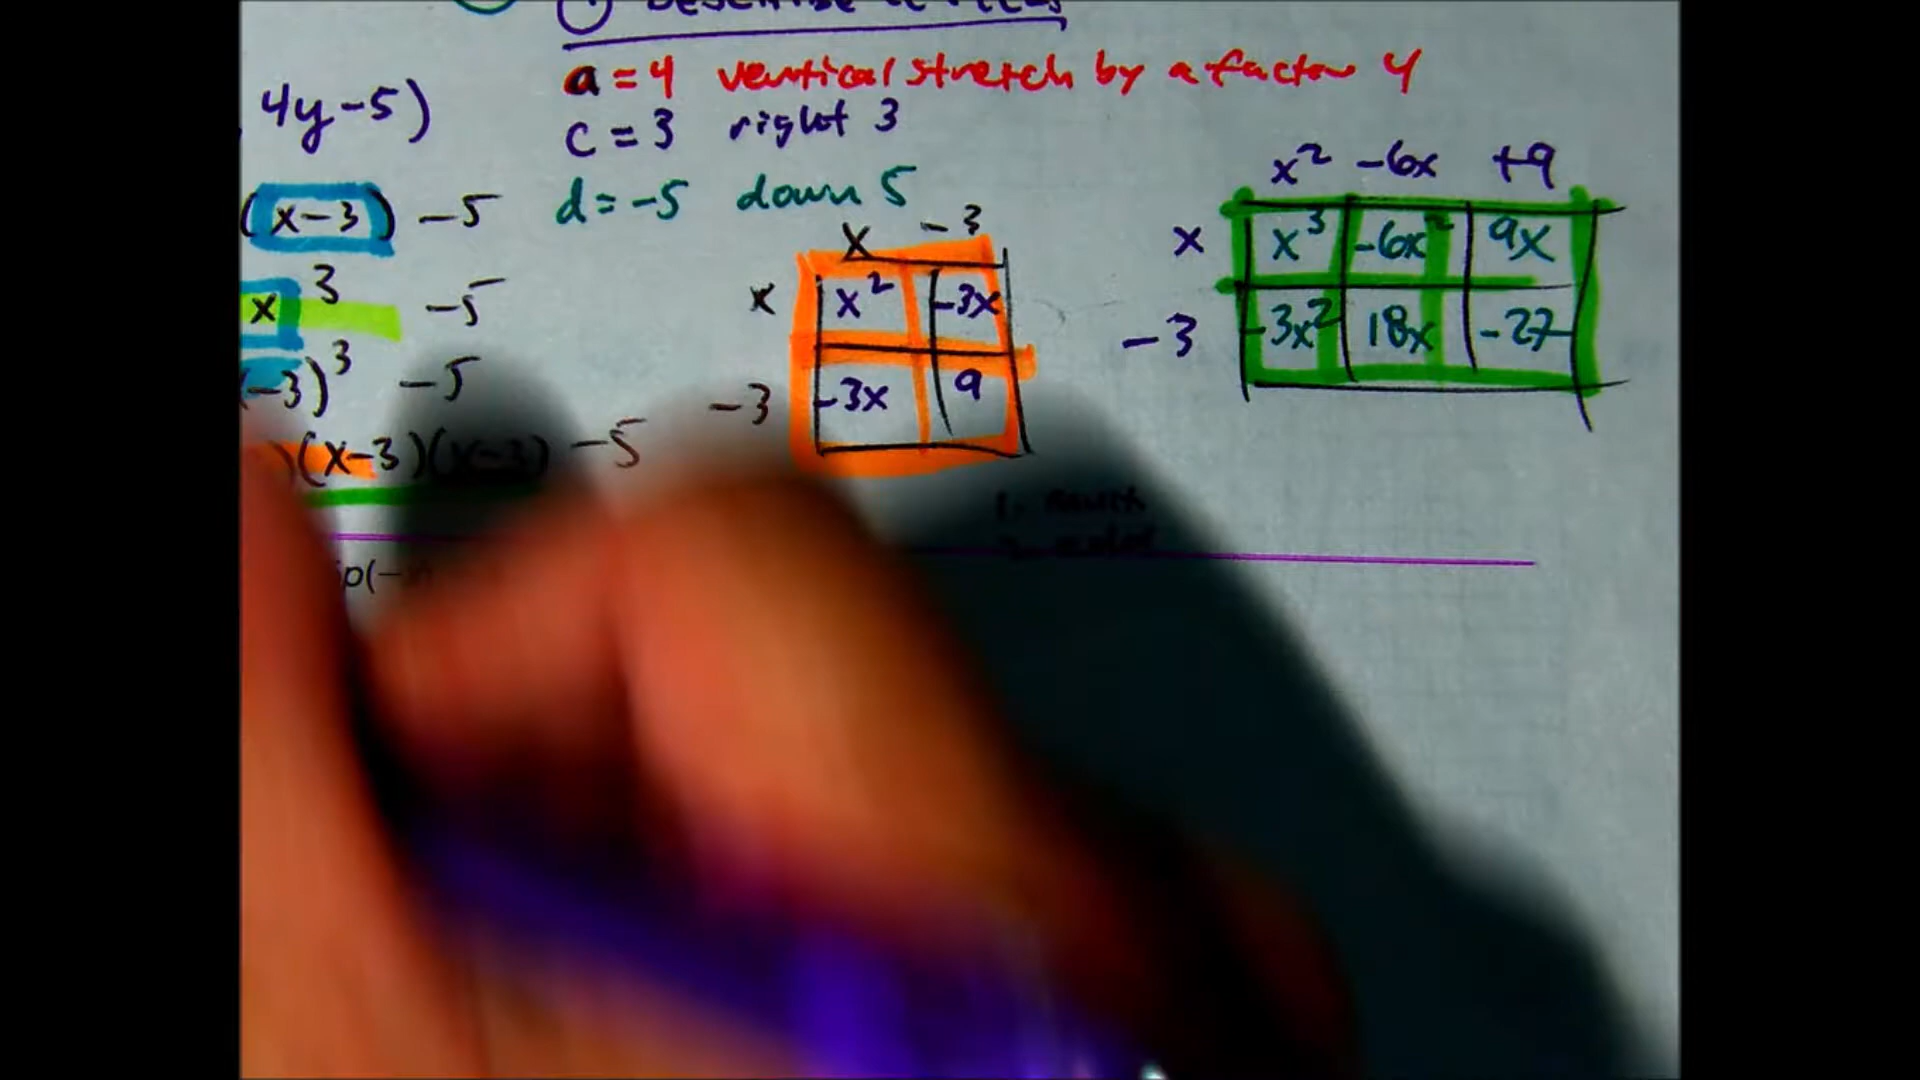 a = 4 vertical stretch by a factor 4
4y-5)
c = 3 right 3
d = -5 down 5
(x-3) -5
x³ -5
-3)³ -5
)(x-3)(x-3) -5
x -3
x x² -3x
-3 -3x 9
x² -6x +9
x x³ -6x² 9x
-3 -3x² 18x -27
p(-x)